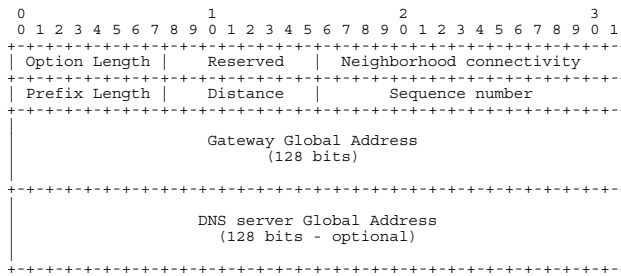 0 1 2 3
0 1 2 3 4 5 6 7 8 9 0 1 2 3 4 5 6 7 8 9 0 1 2 3 4 5 6 7 8 9 0 1
+-+-+-+-+-+-+-+-+-+-+-+-+-+-+-+-+-+-+-+-+-+-+-+-+-+-+-+-+-+-+-+-
| Option Length | Reserved | Neighborhood connectivity
+-+-+-+-+-+-+-+-+-+-+-+-+-+-+-+-+-+-+-+-+-+-+-+-+-+-+-+-+-+-+-+-
| Prefix Length | Distance | Sequence number
+-+-+-+-+-+-+-+-+-+-+-+-+-+-+-+-+-+-+-+-+-+-+-+-+-+-+-+-+-+-+-+-
|
| Gateway Global Address
| (128 bits)
|
+-+-+-+-+-+-+-+-+-+-+-+-+-+-+-+-+-+-+-+-+-+-+-+-+-+-+-+-+-+-+-+-
|
| DNS server Global Address
| (128 bits - optional)
|
+-+-+-+-+-+-+-+-+-+-+-+-+-+-+-+-+-+-+-+-+-+-+-+-+-+-+-+-+-+-+-+-